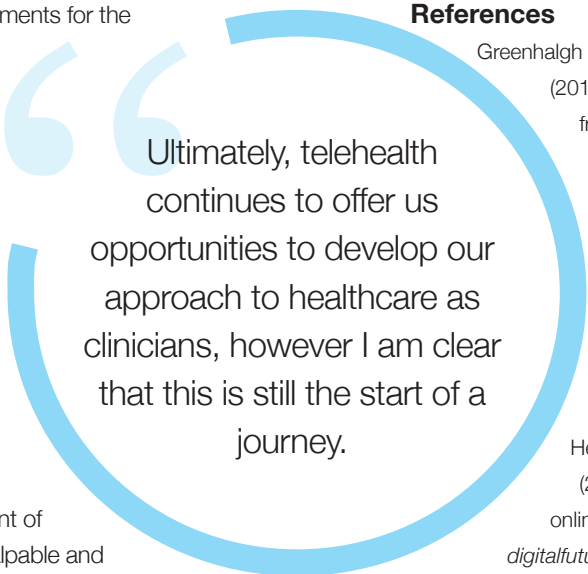 ments for the
Ultimately, telehealth
continues to offer us
opportunities to develop our
approach to healthcare as
clinicians, however I am clear
that this is still the start of a
journey.
nt of
lpable and
References
Greenhalgh
(201
fr
He
(2
onlin
digitalfutu